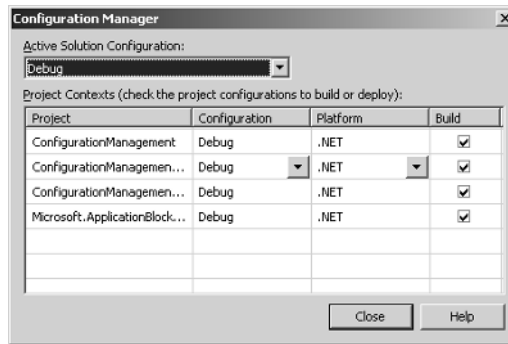 Configuration Manager
Active Solution Configuration:
Debug
Project Contexts (check the project configurations to build or deploy):
Project Configuration Platform Build
ConfigurationManagement Debug .NET
ConfigurationManagemen... Debug .NET
ConfigurationManagemen... Debug .NET
Microsoft.ApplicationBlock... Debug .NET
Close Help